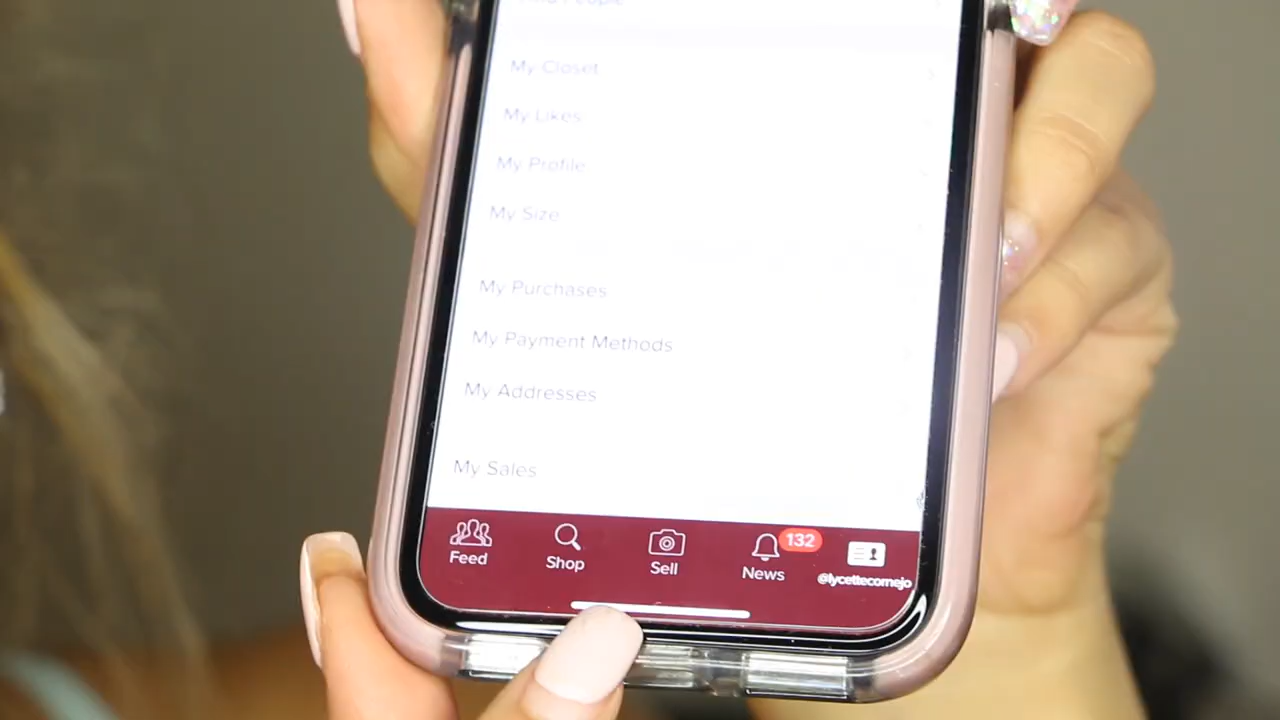 People
My Closet
My Likes
My Profile
My Size
My Purchases
My Payment Methods
My Addresses
My Sales
Feed
Shop
Sell
132
News
@lycettecornejo